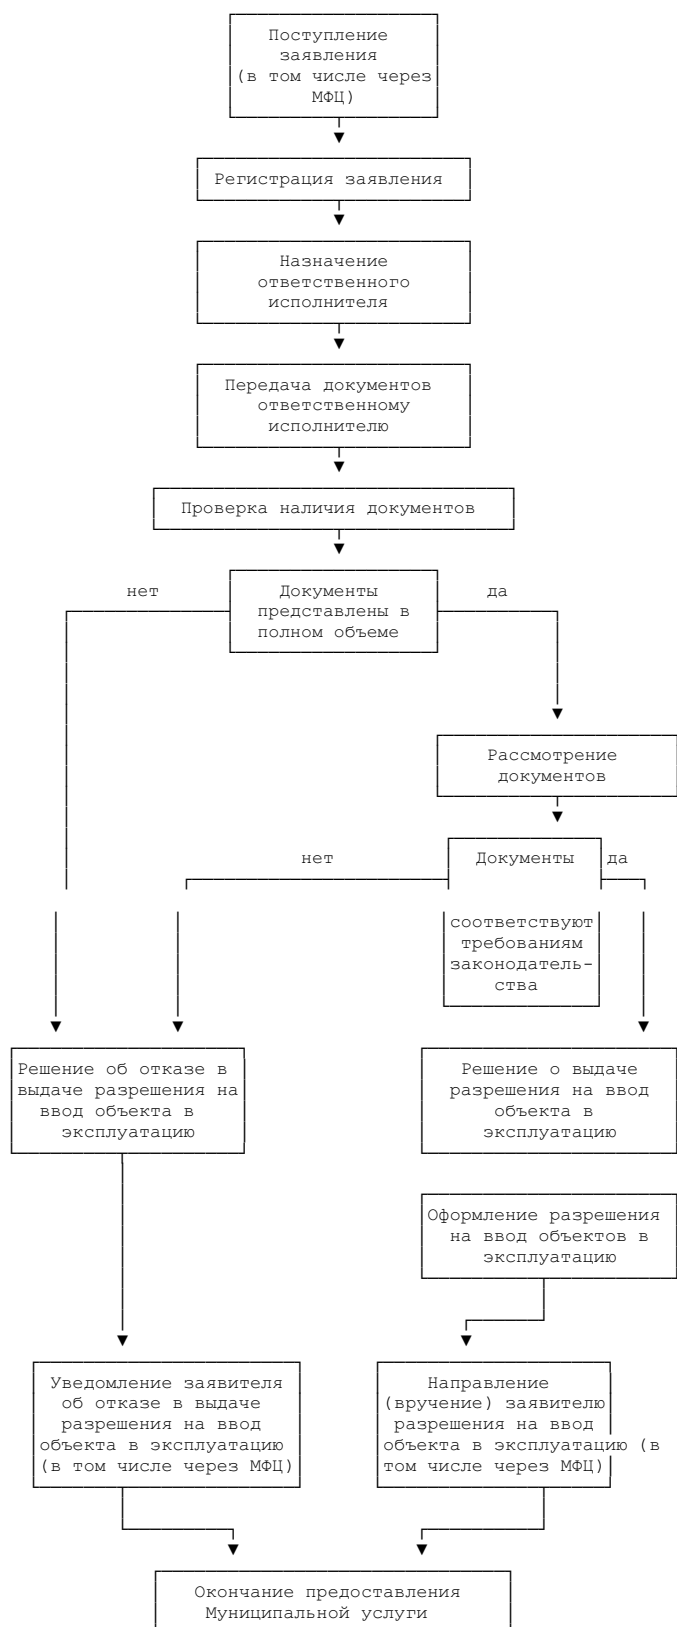 Поступление
заявления
(в том числе через
МФЦ)
Регистрация заявления
Назначение
ответственного
исполнителя
Передача документов
ответственному
исполнителю
Проверка наличия документов
нет
Документы
представлены в
полном объеме
да
Рассмотрение
документов
нет
Документы
да
соответствуют
требованиям
законодатель-
ства
Решение об отказе в
выдаче разрешения на
ввод объекта в
эксплуатацию
Решение о выдаче
разрешения на ввод
объекта в
эксплуатацию
Оформление разрешения
на ввод объектов в
эксплуатацию
Уведомление заявителя
об отказе в выдаче
разрешения на ввод
объекта в эксплуатацию
(в том числе через МФЦ)
Направление
(вручение) заявителю
разрешения на ввод
объекта в эксплуатацию (в
том числе через МФЦ)
Окончание предоставления
Муниципальной услуги